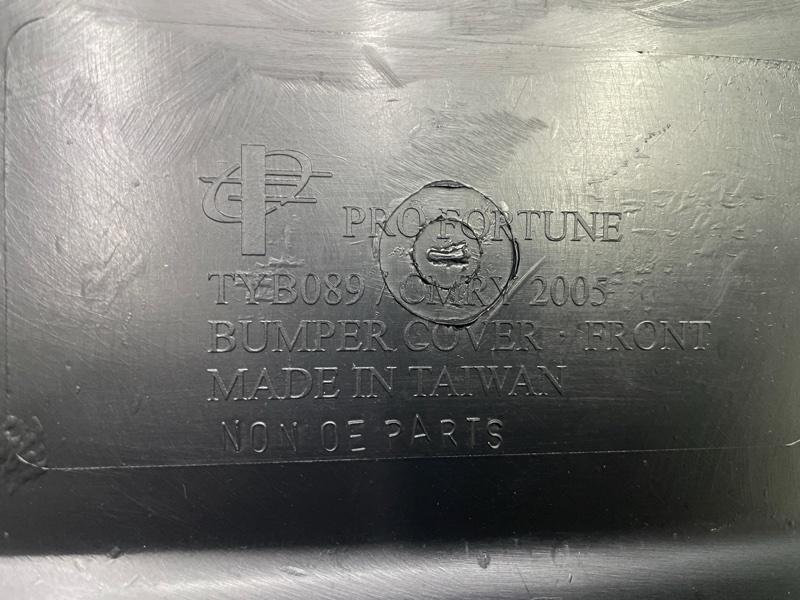 PRO FORTUNE
TYB089 / CMRY 2005
BUMPER COVER - FRONT
MADE IN TAIWAN
NON OE PARTS